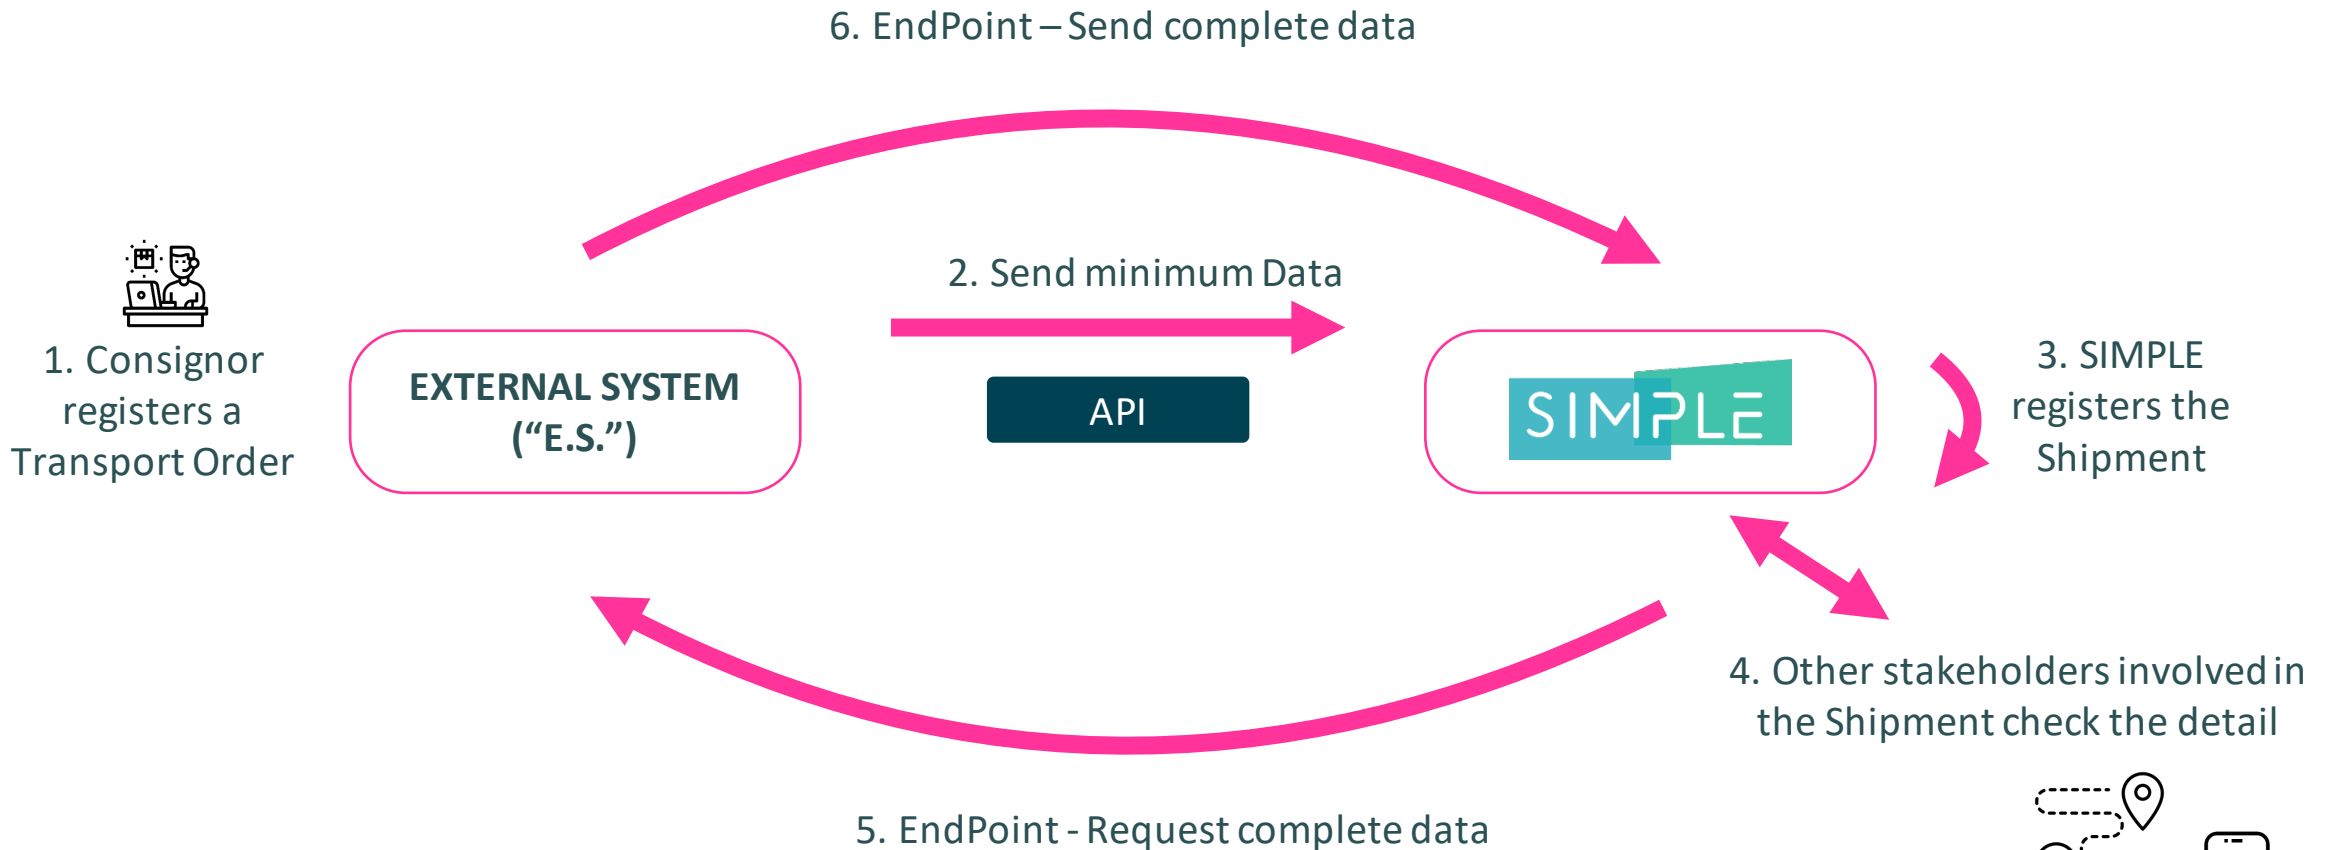 6. EndPoint – Send complete data
2. Send minimum Data
1. Consignor
registers a
Transport Order
EXTERNAL SYSTEM
(“E.S.”)
API
SIMPLE
3. SIMPLE
registers the
Shipment
4. Other stakeholders involved in
the Shipment check the detail
5. EndPoint - Request complete data